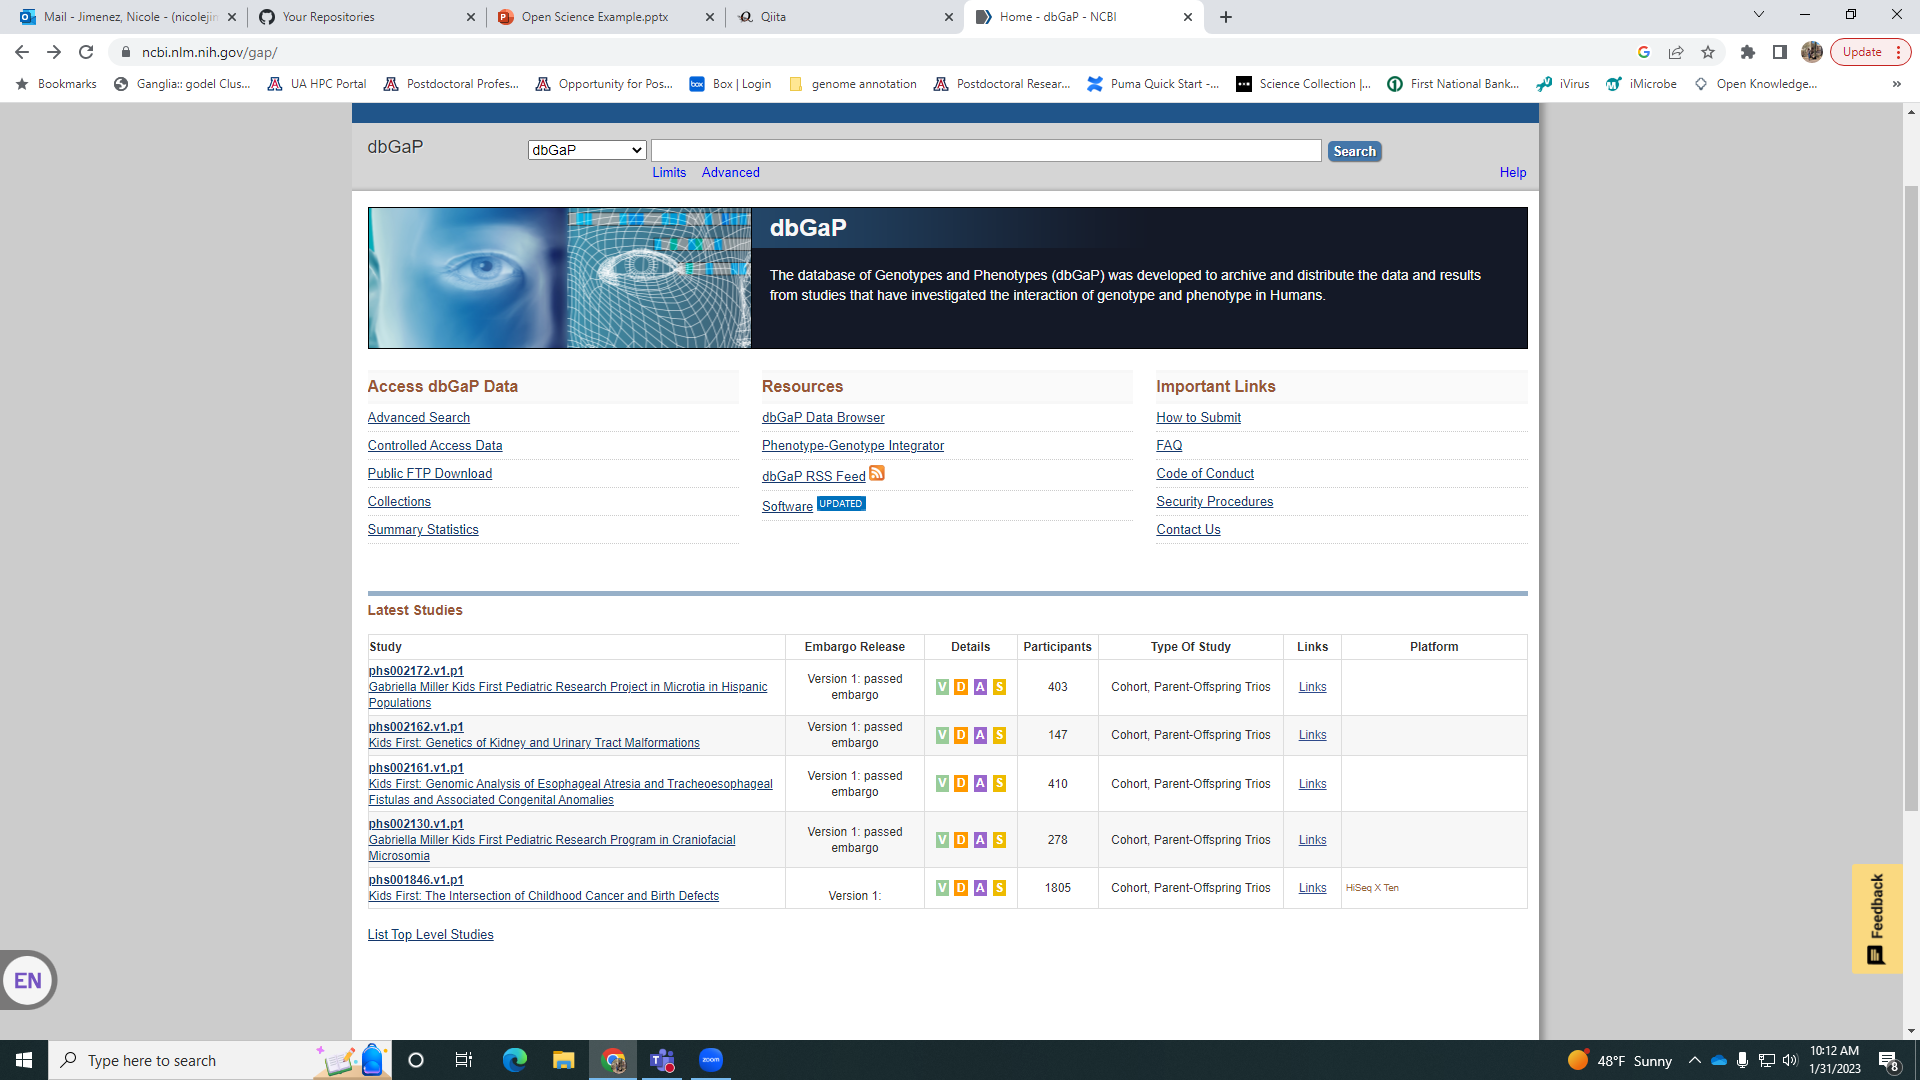 Mail - Jimenez, Nicole - (nicolejin
Your Repositories
Open Science Example.pptx
Qiita
Home - dbGaP - NCBI
ncbi.nlm.nih.gov/gap/
Update
Bookmarks
Ganglia:: godel Clus...
UA HPC Portal
Postdoctoral Profes...
Opportunity for Pos...
box
Box | Login
genome annotation
Postdoctoral Resear...
Puma Quick Start -...
Science Collection |...
First National Bank...
iVirus
iMicrobe
Open Knowledge...
»
dbGaP
dbGaP
Search
Limits
Advanced
Help
dbGaP
The database of Genotypes and Phenotypes (dbGaP) was developed to archive and distribute the data and results
from studies that have investigated the interaction of genotype and phenotype in Humans.
Access dbGaP Data
Advanced Search
Controlled Access Data
Public FTP Download
Collections
Summary Statistics
Resources
dbGaP Data Browser
Phenotype-Genotype Integrator
dbGaP RSS Feed
Software UPDATED
Important Links
How to Submit
FAQ
Code of Conduct
Security Procedures
Contact Us
Latest Studies
Study Embargo Release Details Participants Type Of Study Links Platform
phs002172.v1.p1
Gabriella Miller Kids First Pediatric Research Project in Microtia in Hispanic
Populations
Version 1: passed
embargo
V D A S
403
Cohort, Parent-Offspring Trios
Links
phs002162.v1.p1
Kids First: Genetics of Kidney and Urinary Tract Malformations
Version 1: passed
embargo
V D A S
147
Cohort, Parent-Offspring Trios
Links
phs002161.v1.p1
Kids First: Genomic Analysis of Esophageal Atresia and Tracheoesophageal
Fistulas and Associated Congenital Anomalies
Version 1: passed
embargo
V D A S
410
Cohort, Parent-Offspring Trios
Links
phs002130.v1.p1
Gabriella Miller Kids First Pediatric Research Program in Craniofacial
Microsomia
Version 1: passed
embargo
V D A S
278
Cohort, Parent-Offspring Trios
Links
phs001846.v1.p1
Kids First: The Intersection of Childhood Cancer and Birth Defects
Version 1:
V D A S
1805
Cohort, Parent-Offspring Trios
Links
HiSeq X Ten
List Top Level Studies
Feedback
EN
Type here to search
zoom
48°F Sunny
10:12 AM
1/31/2023
8